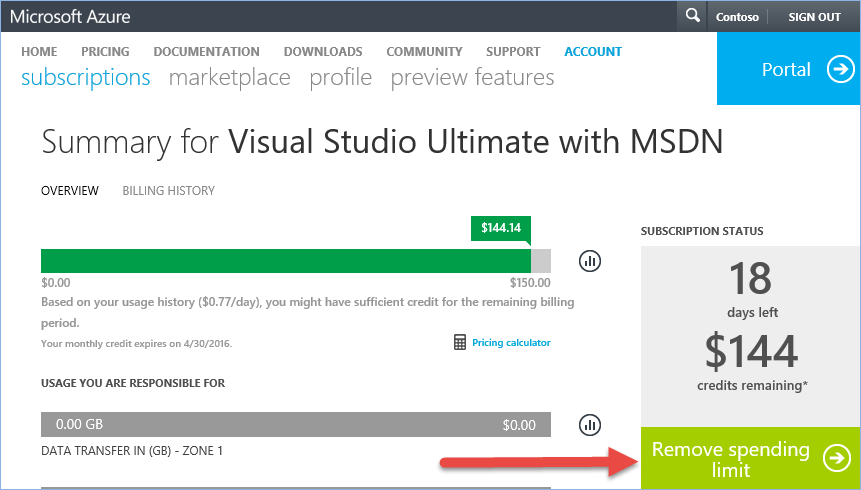 Microsoft Azure
Contoso
SIGN OUT
HOME PRICING DOCUMENTATION DOWNLOADS COMMUNITY SUPPORT ACCOUNT
subscriptions marketplace profile preview features
Portal
Summary for Visual Studio Ultimate with MSDN
OVERVIEW BILLING HISTORY
$144.14
$0.00 $150.00
Based on your usage history ($0.77/day), you might have sufficient credit for the remaining billing
period.
Your monthly credit expires on 4/30/2016.
Pricing calculator
USAGE YOU ARE RESPONSIBLE FOR
0.00 GB $0.00
DATA TRANSFER IN (GB) - ZONE 1
SUBSCRIPTION STATUS
18
days left
$144
credits remaining*
Remove spending
limit